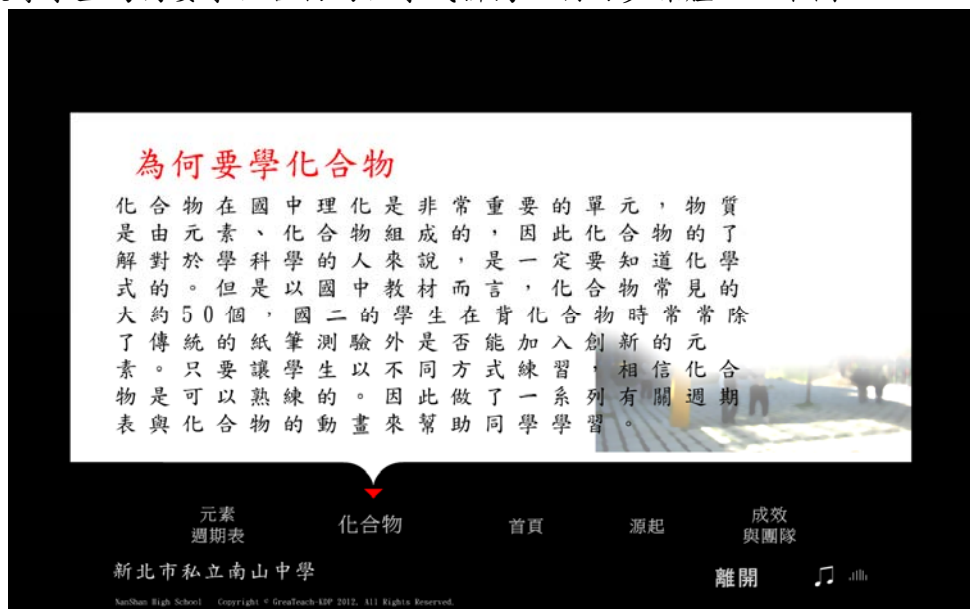 為何要學化合物
化合物在國中理化是非常重要的單元,物質
是由元素、化合物組成的,因此化合物的了
解對於學科學的人來說,是一定要知道化學
式的。但是以國中教材而言,化合物常見的
大約50個,國二的學生在背化合物時常常除
了傳統的紙筆測驗外是否能加入創新的元
素。只要讓學生以不同方式練習,相信化合
物是可以熟練的。因此做了一系列有關週期
表與化合物的動畫來幫助同學學習。
元素
週期表
化合物
首頁
源起
成效
與團隊
新北市私立南山中學
離開
NanShan High School Copyright © GreaTeach-KDP 2012. All Rights Reserved.